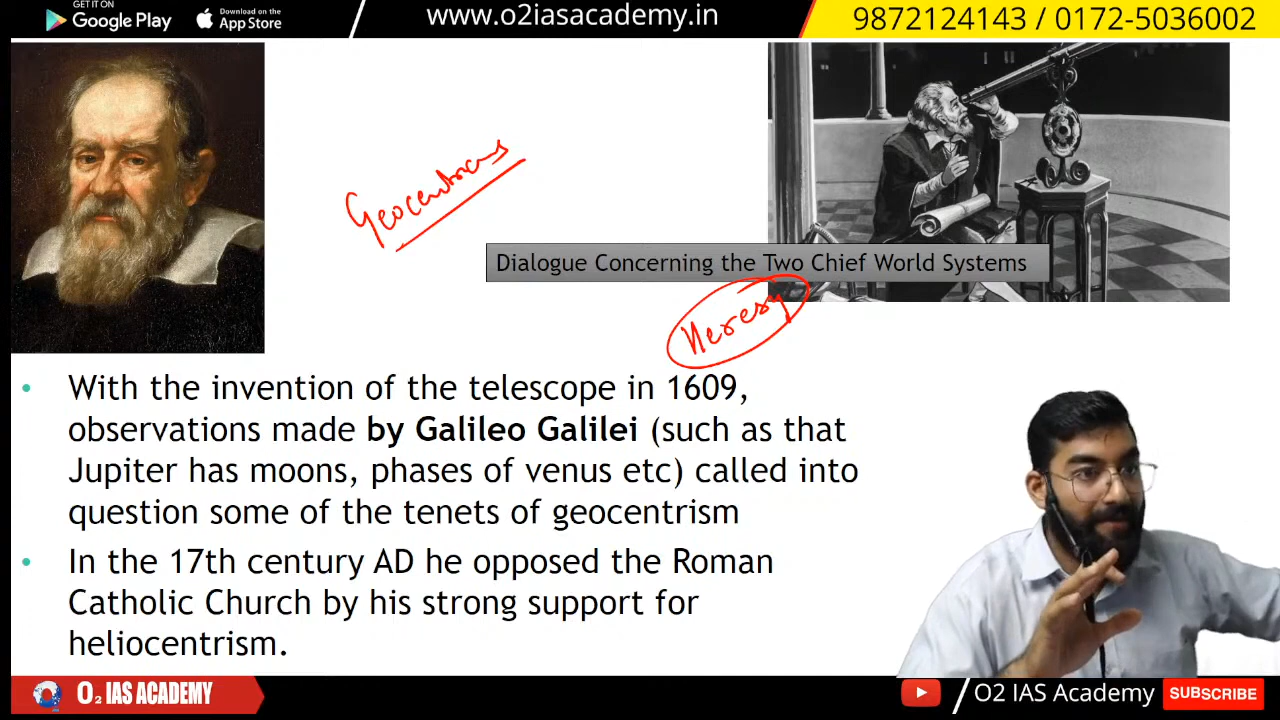 GET IT ON
Google Play
Download on the
App Store
www.o2iasacademy.in
9872124143 / 0172-5036002
Geocentrism
Dialogue Concerning the Two Chief World Systems
Heresy
• With the invention of the telescope in 1609,
observations made by Galileo Galilei (such as that
Jupiter has moons, phases of venus etc) called into
question some of the tenets of geocentrism
• In the 17th century AD he opposed the Roman
Catholic Church by his strong support for
heliocentrism.
O2 IAS ACADEMY
O2 IAS Academy
SUBSCRIBE